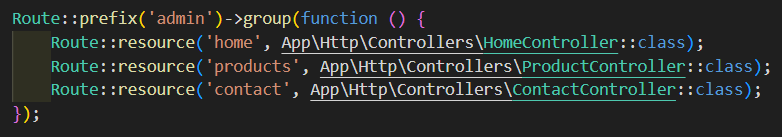 Route::prefix('admin')->group(function () {
    Route::resource('home', App\Http\Controllers\HomeController::class);
    Route::resource('products', App\Http\Controllers\ProductController::class);
    Route::resource('contact', App\Http\Controllers\ContactController::class);
});